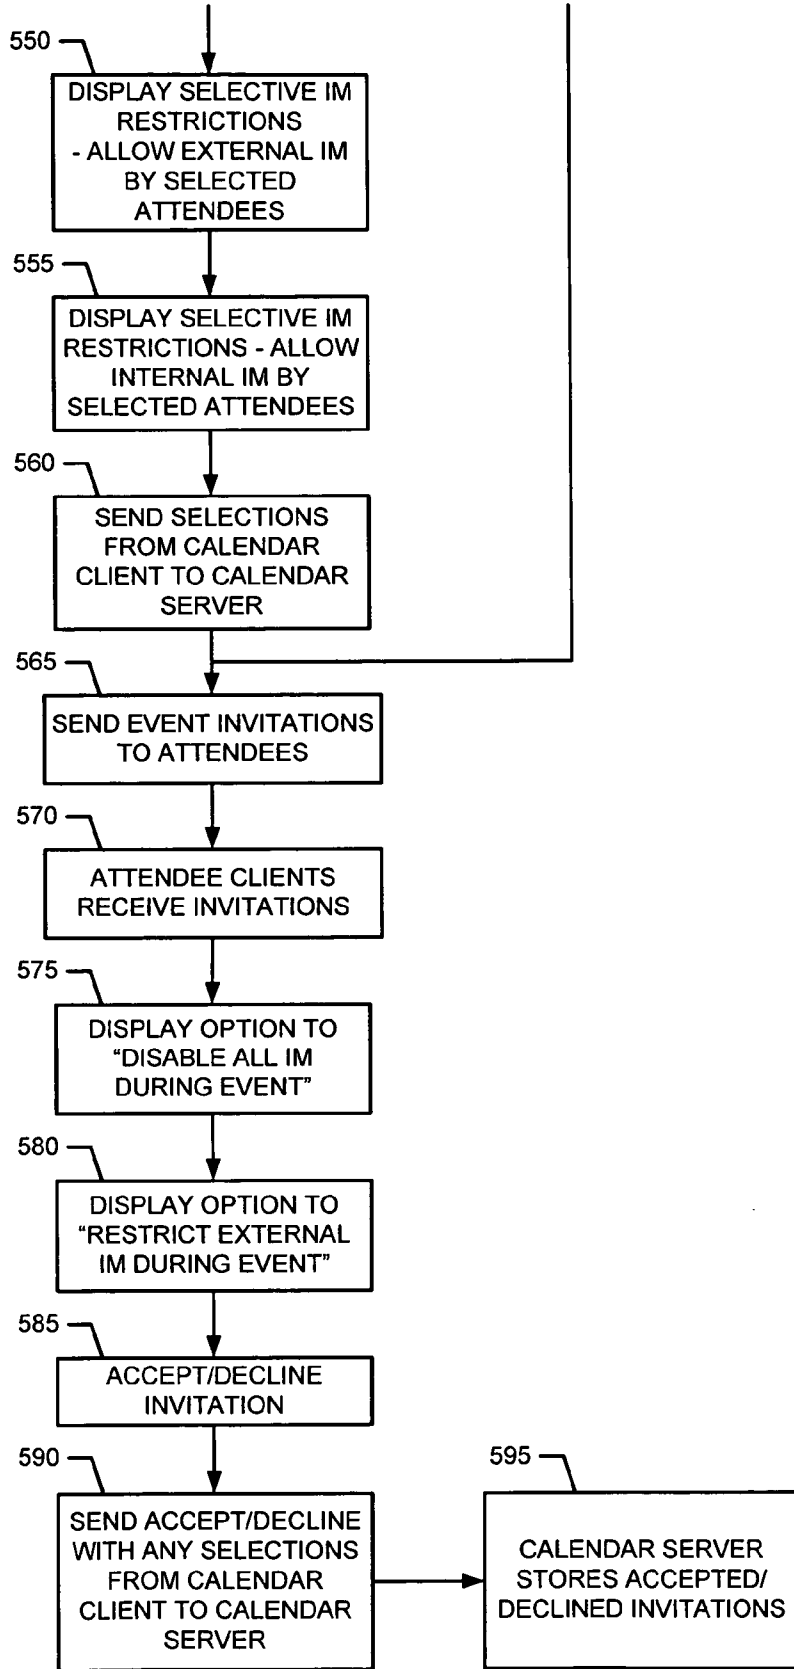 550
DISPLAY SELECTIVE IM
RESTRICTIONS
- ALLOW EXTERNAL IM
BY SELECTED
ATTENDEES
555
DISPLAY SELECTIVE IM
RESTRICTIONS - ALLOW
INTERNAL IM BY
SELECTED ATTENDEES
560
SEND SELECTIONS
FROM CALENDAR
CLIENT TO CALENDAR
SERVER
565
SEND EVENT INVITATIONS
TO ATTENDEES
570
ATTENDEE CLIENTS
RECEIVE INVITATIONS
575
DISPLAY OPTION TO
“DISABLE ALL IM
DURING EVENT”
580
DISPLAY OPTION TO
“RESTRICT EXTERNAL
IM DURING EVENT”
585
ACCEPT/DECLINE
INVITATION
590
SEND ACCEPT/DECLINE
WITH ANY SELECTIONS
FROM CALENDAR
CLIENT TO CALENDAR
SERVER
595
CALENDAR SERVER
STORES ACCEPTED/
DECLINED INVITATIONS